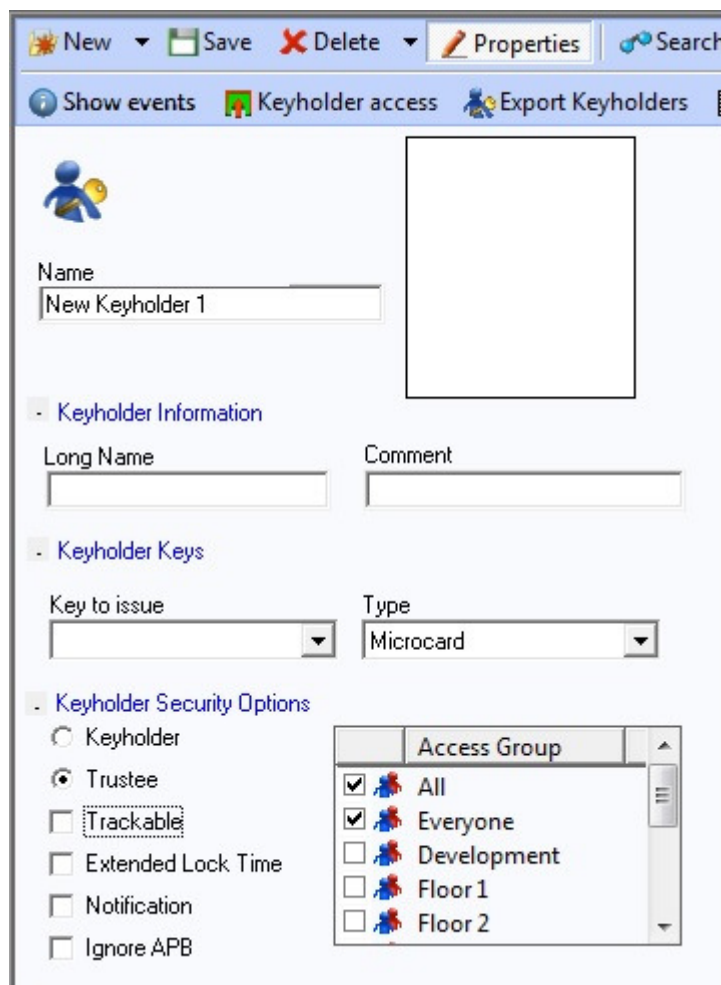 New Save Delete Properties Search
Show events Keyholder access Export Keyholders
Name
New Keyholder 1
- Keyholder Information
Long Name Comment
- Keyholder Keys
Key to issue Type
Microcard
- Keyholder Security Options
Keyholder
Trustee
Trackable
Extended Lock Time
Notification
Ignore APB
Access Group
All
Everyone
Development
Floor 1
Floor 2